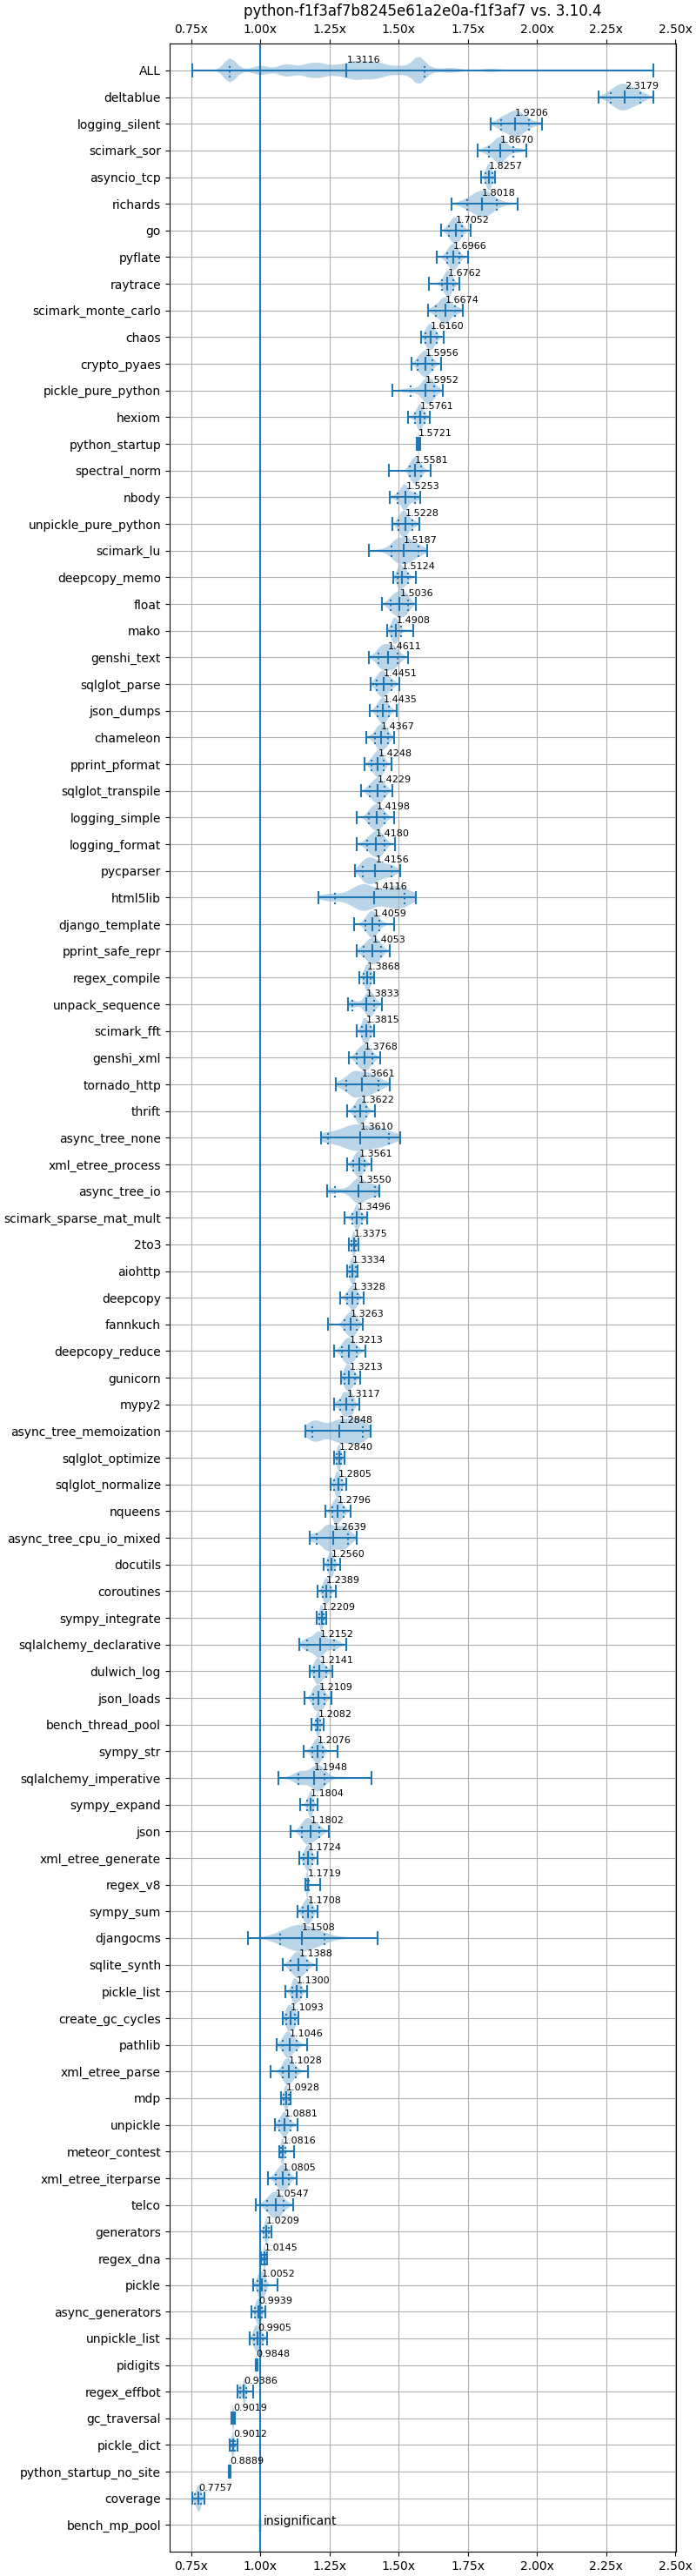 python-f1f3af7b8245e61a2e0a-f1f3af7 vs. 3.10.4
0.75x 1.00x 1.25x 1.50x 1.75x 2.00x 2.25x 2.50x
ALL 1.3116
deltablue 2.3179
logging_silent 1.9206
scimark_sor 1.8670
asyncio_tcp 1.8257
richards 1.8018
go 1.7052
pyflate 1.6966
raytrace 1.6762
scimark_monte_carlo 1.6674
chaos 1.6160
crypto_pyaes 1.5956
pickle_pure_python 1.5952
hexiom 1.5761
python_startup 1.5721
spectral_norm 1.5581
nbody 1.5253
unpickle_pure_python 1.5228
scimark_lu 1.5187
deepcopy_memo 1.5124
float 1.5036
mako 1.4908
genshi_text 1.4611
sqlglot_parse 1.4451
json_dumps 1.4435
chameleon 1.4367
pprint_pformat 1.4248
sqlglot_transpile 1.4229
logging_simple 1.4198
logging_format 1.4180
pycparser 1.4156
html5lib 1.4116
django_template 1.4059
pprint_safe_repr 1.4053
regex_compile 1.3868
unpack_sequence 1.3833
scimark_fft 1.3815
genshi_xml 1.3768
tornado_http 1.3661
thrift 1.3622
async_tree_none 1.3610
xml_etree_process 1.3561
async_tree_io 1.3550
scimark_sparse_mat_mult 1.3496
2to3 1.3375
aiohttp 1.3334
deepcopy 1.3328
fannkuch 1.3263
deepcopy_reduce 1.3213
gunicorn 1.3213
mypy2 1.3117
async_tree_memoization 1.2848
sqlglot_optimize 1.2840
sqlglot_normalize 1.2805
nqueens 1.2796
async_tree_cpu_io_mixed 1.2639
docutils 1.2560
coroutines 1.2389
sympy_integrate 1.2209
sqlalchemy_declarative 1.2152
dulwich_log 1.2141
json_loads 1.2109
bench_thread_pool 1.2082
sympy_str 1.2076
sqlalchemy_imperative 1.1948
sympy_expand 1.1804
json 1.1802
xml_etree_generate 1.1724
regex_v8 1.1719
sympy_sum 1.1708
djangocms 1.1508
sqlite_synth 1.1388
pickle_list 1.1300
create_gc_cycles 1.1093
pathlib 1.1046
xml_etree_parse 1.1028
mdp 1.0928
unpickle 1.0881
meteor_contest 1.0816
xml_etree_iterparse 1.0805
telco 1.0547
generators 1.0209
regex_dna 1.0145
pickle 1.0052
async_generators 0.9939
unpickle_list 0.9905
pidigits 0.9848
regex_effbot 0.9386
gc_traversal 0.9019
pickle_dict 0.9012
python_startup_no_site 0.8889
coverage 0.7757
bench_mp_pool insignificant
0.75x 1.00x 1.25x 1.50x 1.75x 2.00x 2.25x 2.50x